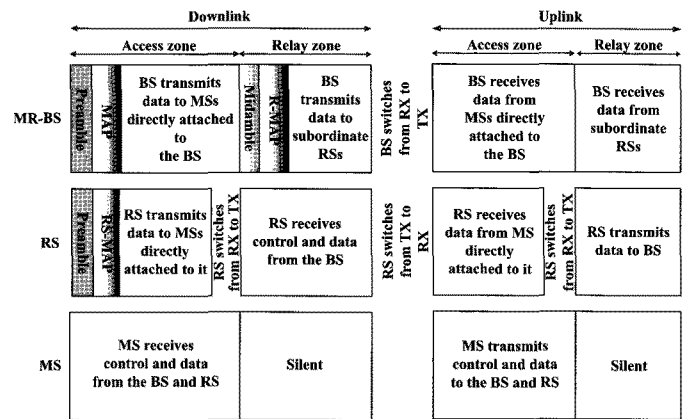 Downlink
Uplink
Access zone
Relay zone
Access zone
Relay zone
MR-BS
Preamble
MAP
BS transmits
data to MSs
directly attached
to
the BS
Midamble
R-MAP
BS
transmits
data to
subordinate
RSs
BS switches
from RX to
TX
BS receives
data from
MSs directly
attached to
the BS
BS receives
data from
subordinate
RSs
RS
Preamble
RS-MAP
RS transmits
data to MSs
directly
attached to it
RS switches
from RX to TX
RS receives
control and data
from the BS
RS switches
from TX to
RX
RS receives
data from MS
directly
attached to it
RS switches
from RX to TX
RS transmits
data to BS
MS
MS receives
control and data
from the BS and RS
Silent
MS transmits
control and data
to the BS and RS
Silent